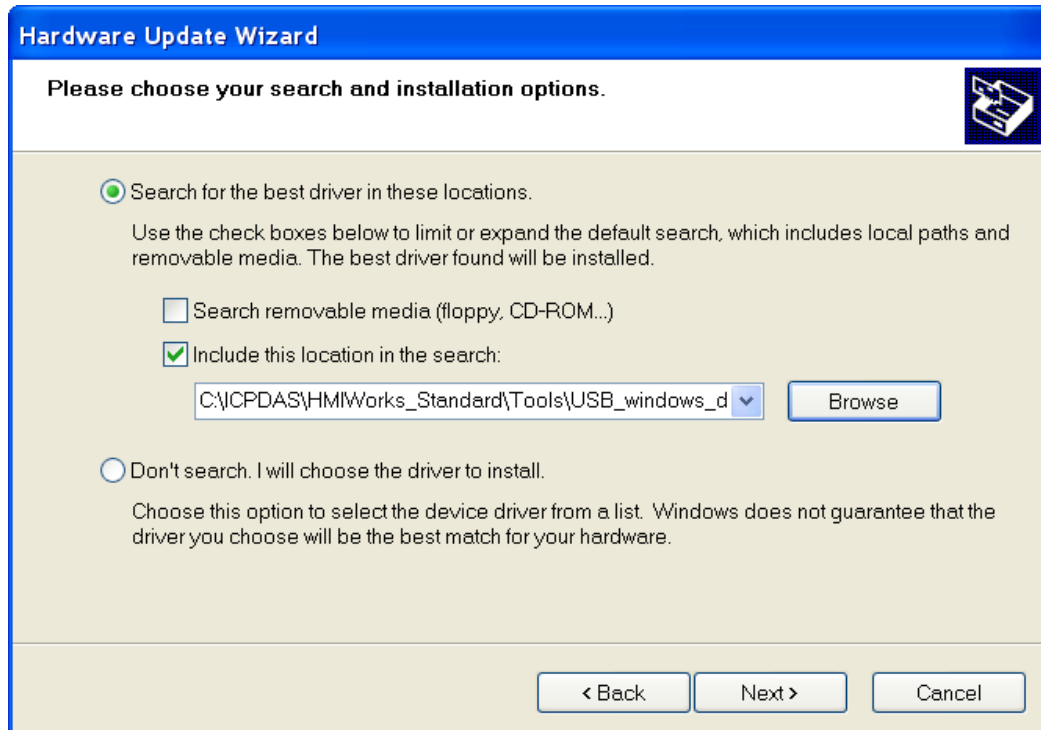 Hardware Update Wizard
Please choose your search and installation options.
Search for the best driver in these locations.
Use the check boxes below to limit or expand the default search, which includes local paths and
removable media. The best driver found will be installed.
Search removable media (floppy, CD-ROM...)
Include this location in the search:
C:\ICPDAS\HMIWorks_Standard\Tools\USB_windows_d
Browse
Don't search. I will choose the driver to install.
Choose this option to select the device driver from a list. Windows does not guarantee that the
driver you choose will be the best match for your hardware.
< Back Next > Cancel